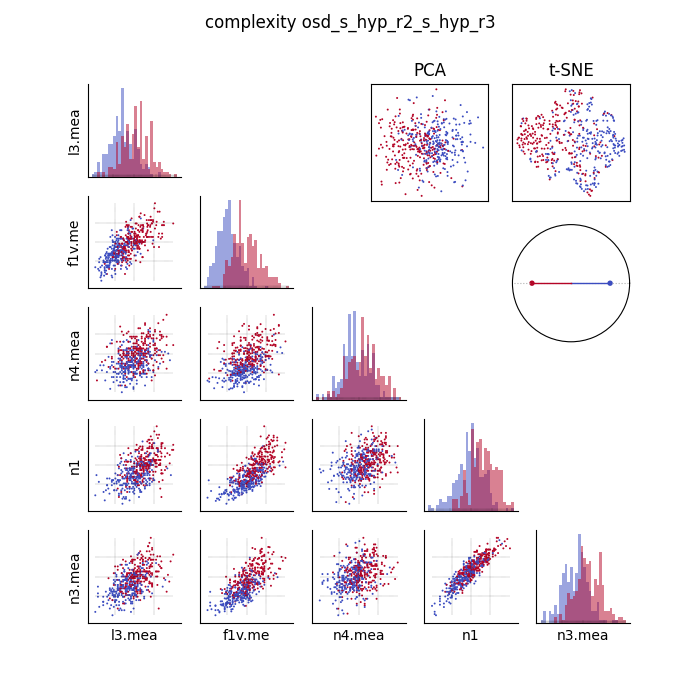 complexity osd_s_hyp_r2_s_hyp_r3
PCA
t-SNE
l3.mea
f1v.me
n4.mea
n1
n3.mea
l3.mea
f1v.me
n4.mea
n1
n3.mea